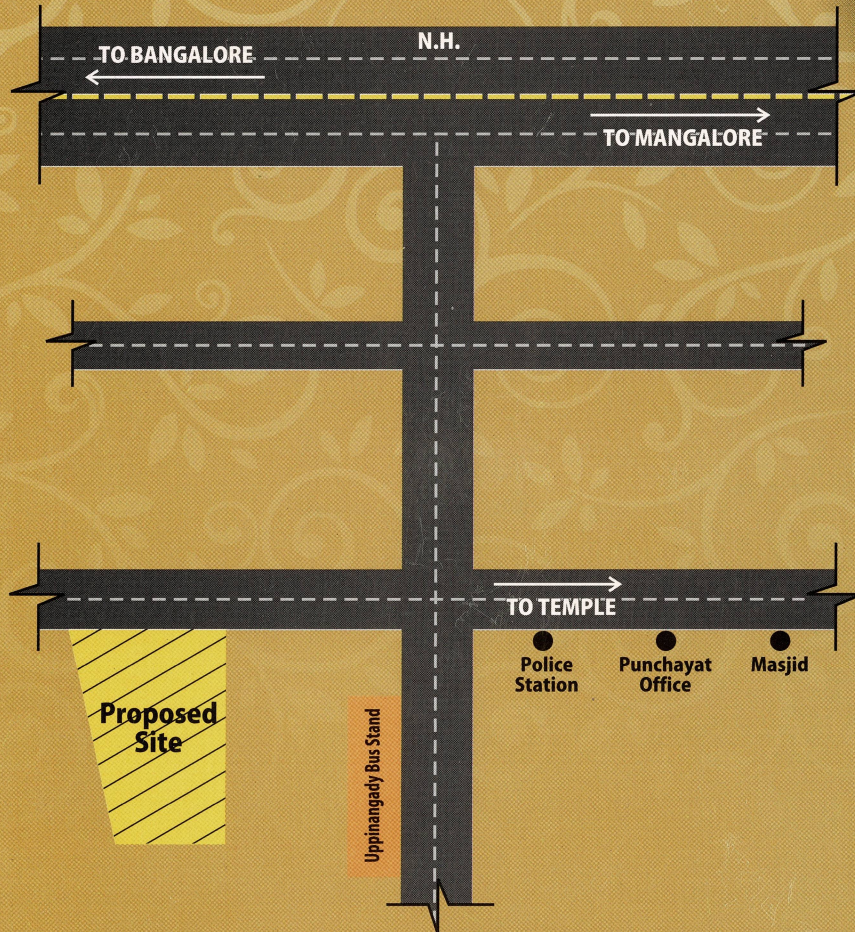 N.H.
TO BANGALORE
TO MANGALORE
TO TEMPLE
Police
Station
Punchayat
Office
Masjid
Proposed
Site
Uppinangady Bus Stand